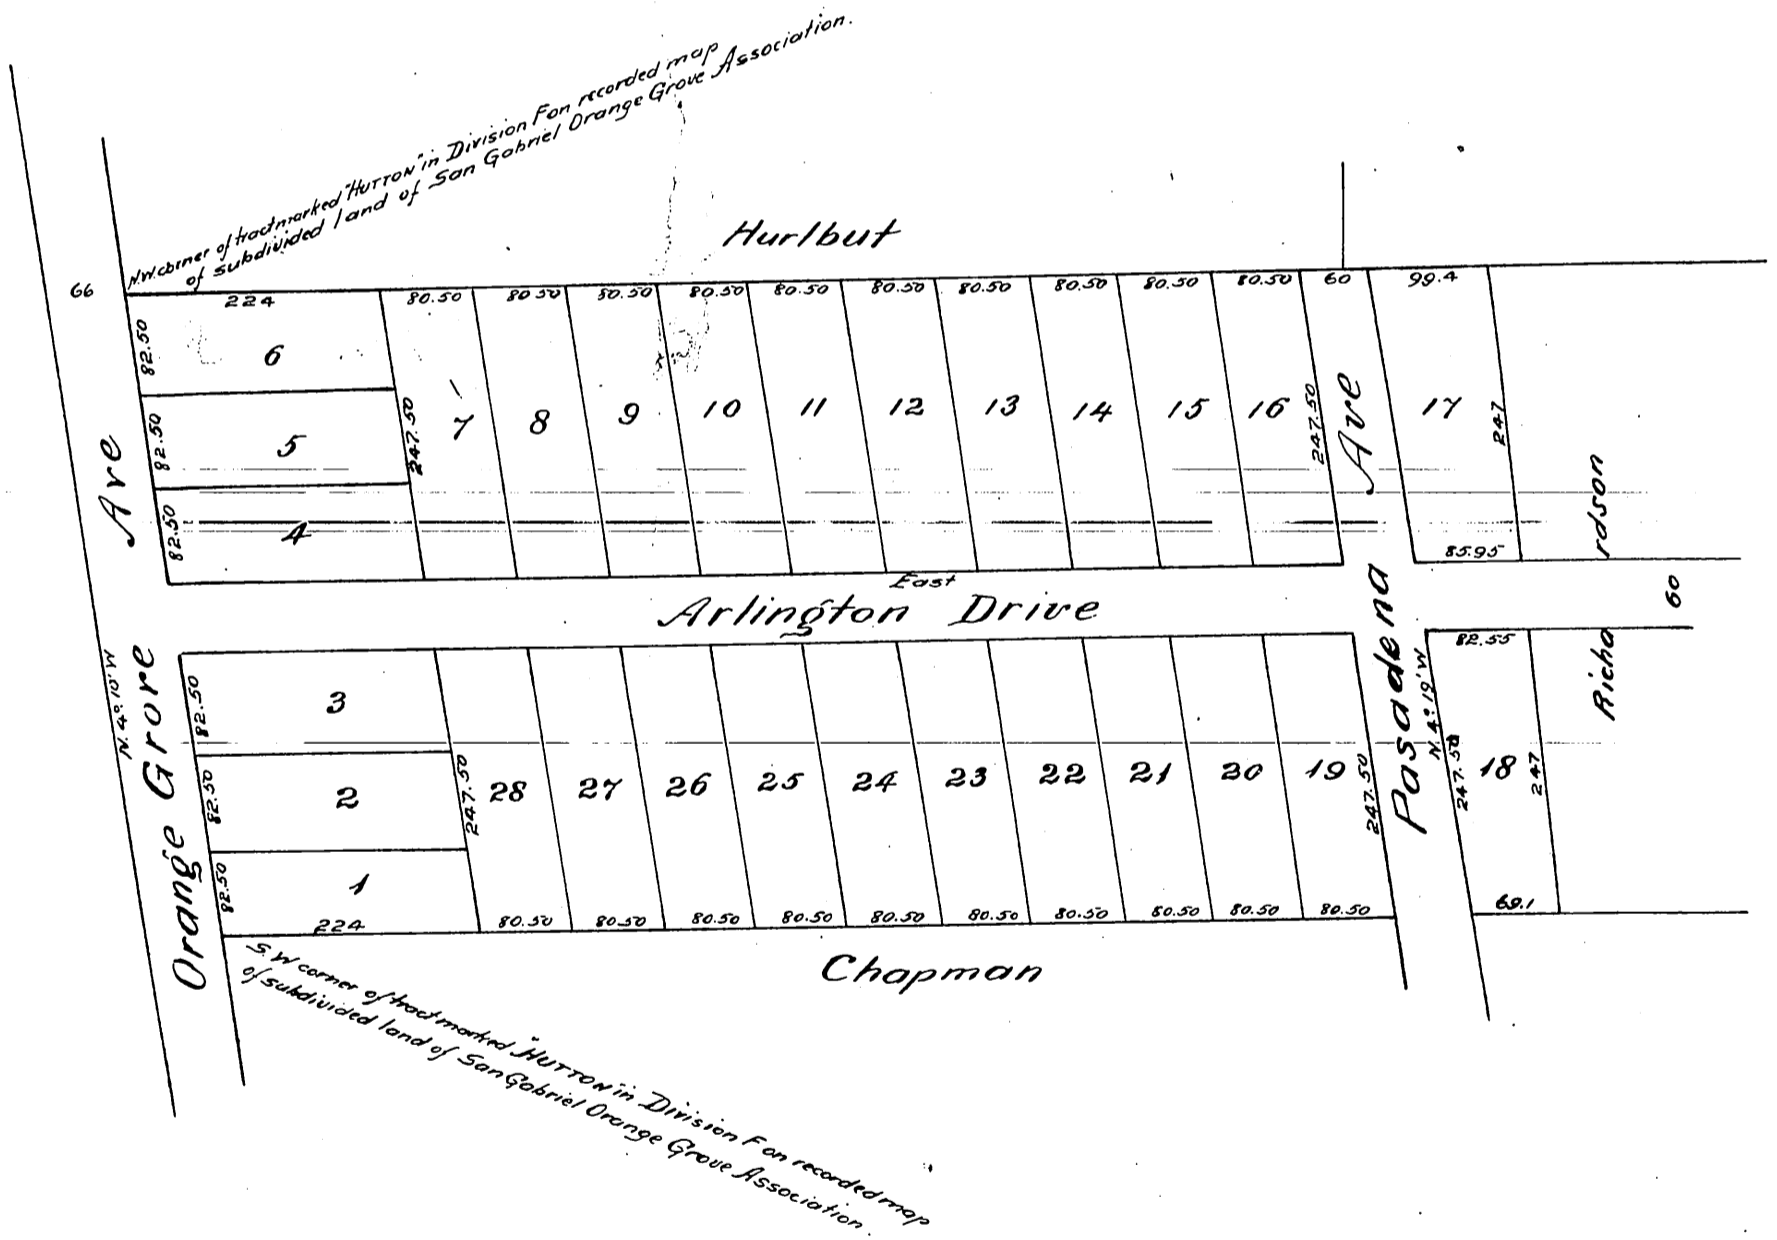 N.W. corner of tract marked "HUTTON" in Division F on recorded map
of subdivided land of San Gabriel Orange Grove Association.
Hurlbut
66
224
80.50 80.50 80.50 80.50 80.50 80.50 80.50 80.50 80.50 80.50 60 99.4
82.50
6
82.50
5
82.50
4
247.50
7 8 9 10 11 12 13 14 15 16
247.50
17
247
85.95
East
Arlington Drive
60
Orange Grove Ave
N. 4° 10' W
Pasadena Ave
N. 4° 19' W
Richardson
82.55
82.50
3
82.50
2
82.50
1
224
247.50
28 27 26 25 24 23 22 21 20 19
247.50
247.50
18
247
80.50 80.50 80.50 80.50 80.50 80.50 80.50 80.50 80.50 80.50
69.1
Chapman
S.W corner of tract marked "HUTTON" in Division F on recorded map
of subdivided land of San Gabriel Orange Grove Association.